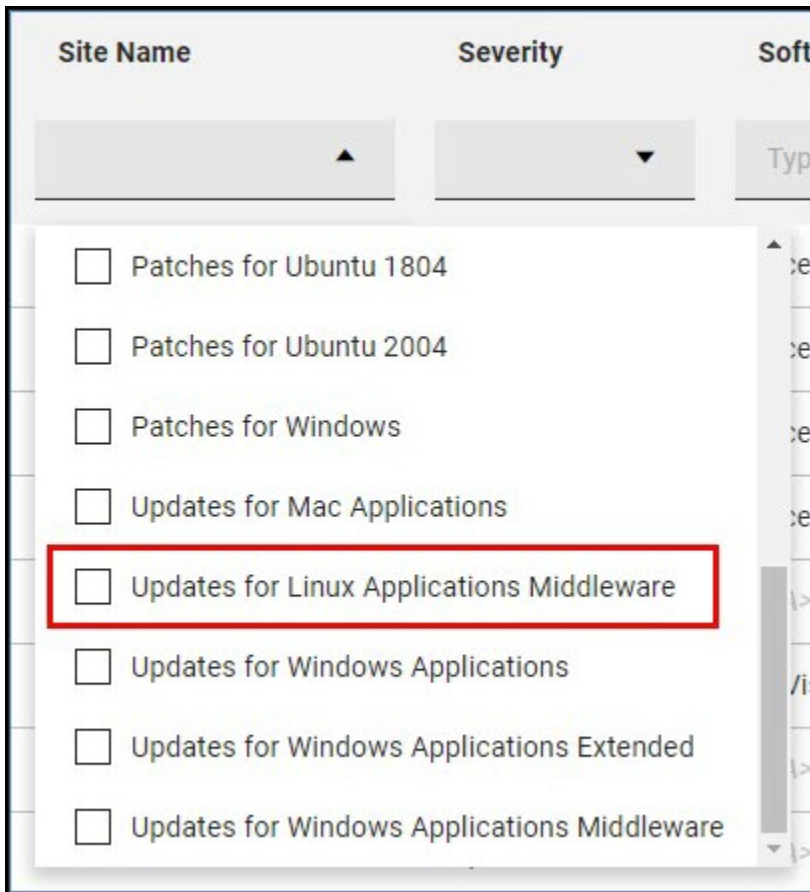 Site Name
Severity
Patches for Ubuntu 1804
Patches for Ubuntu 2004
Patches for Windows
Updates for Mac Applications
Updates for Linux Applications Middleware
Updates for Windows Applications
Updates for Windows Applications Extended
Updates for Windows Applications Middleware